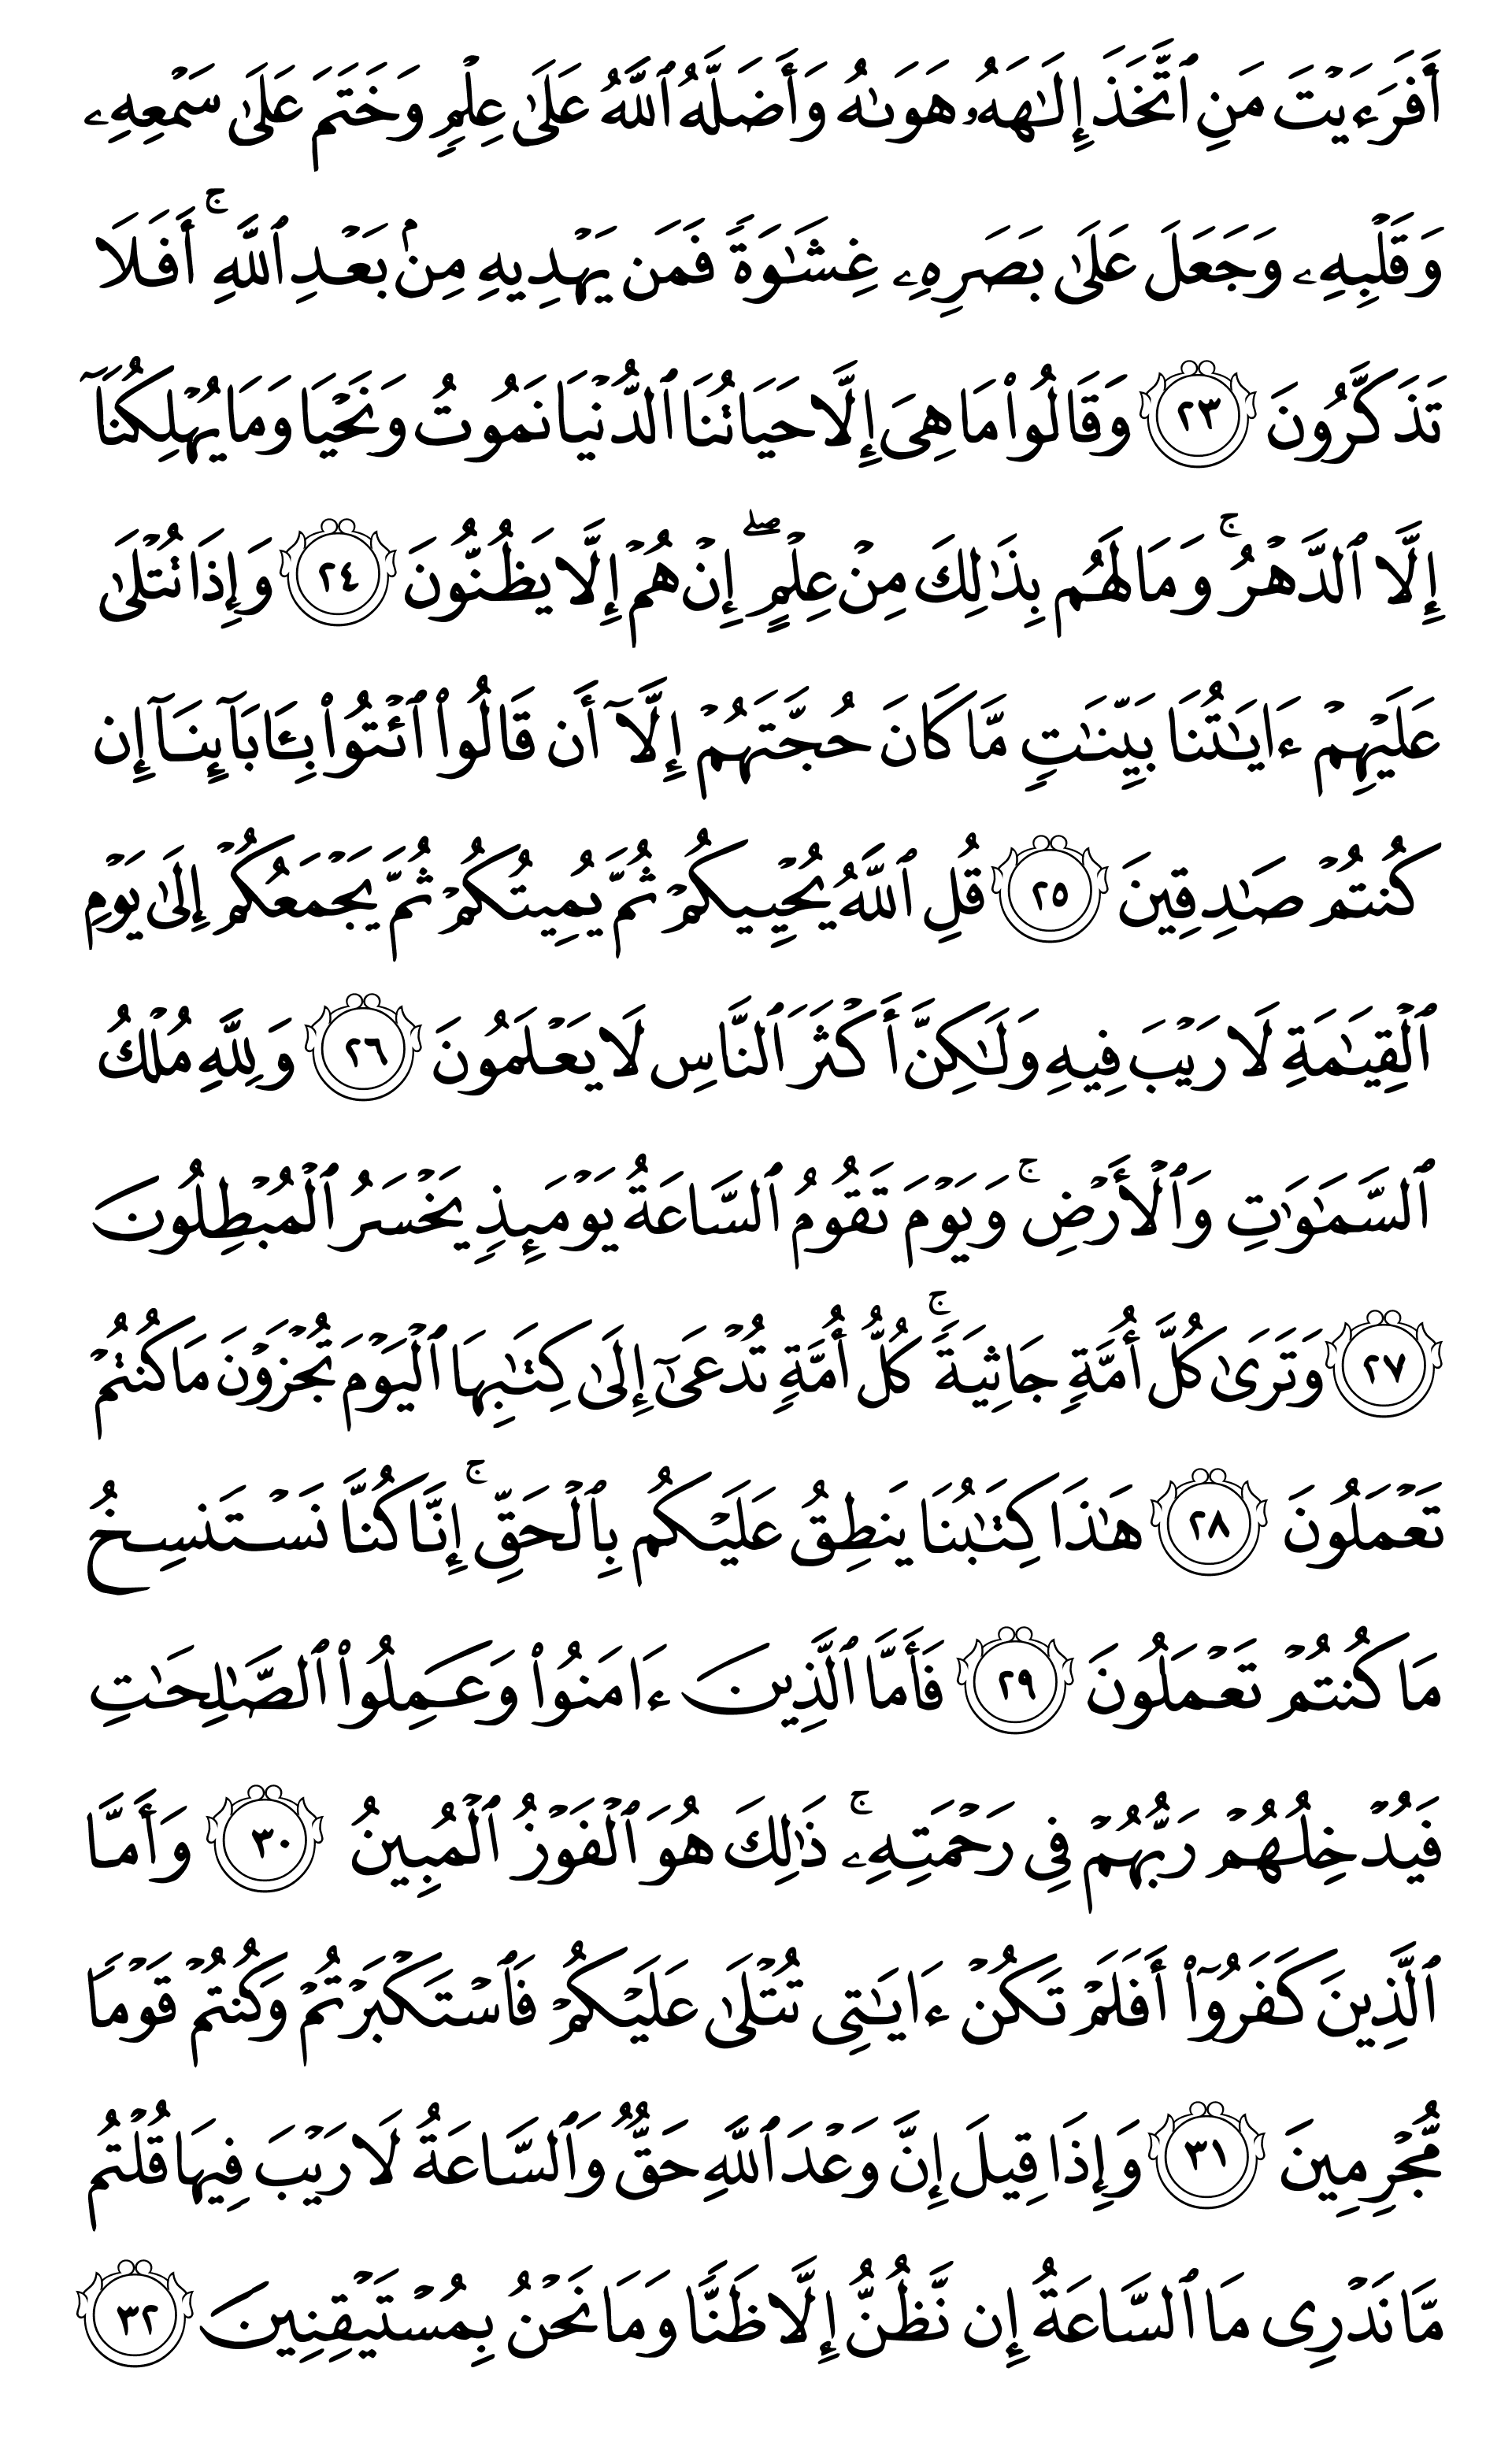 أَفَرَءَيْتَ مَنِ ٱتَّخَذَ إِلَـٰهَهُۥ هَوَىٰهُ وَأَضَلَّهُ ٱللَّهُ عَلَىٰ عِلْمٍ وَخَتَمَ عَلَىٰ سَمْعِهِۦ
وَقَلْبِهِۦ وَجَعَلَ عَلَىٰ بَصَرِهِۦ غِشَـٰوَةً فَمَن يَهْدِيهِ مِنۢ بَعْدِ ٱللَّهِ ۚ أَفَلَا
تَذَكَّرُونَ ٢٣ وَقَالُوا۟ مَا هِىَ إِلَّا حَيَاتُنَا ٱلدُّنْيَا نَمُوتُ وَنَحْيَا وَمَا يُهْلِكُنَآ
إِلَّا ٱلدَّهْرُ ۚ وَمَا لَهُم بِذَٰلِكَ مِنْ عِلْمٍ ۖ إِنْ هُمْ إِلَّا يَظُنُّونَ ٢٤ وَإِذَا تُتْلَىٰ
عَلَيْهِمْ ءَايَـٰتُنَا بَيِّنَـٰتٍ مَّا كَانَ حُجَّتَهُمْ إِلَّآ أَن قَالُوا۟ ٱئْتُوا۟ بِـَٔابَآئِنَآ إِن
كُنتُمْ صَـٰدِقِينَ ٢٥ قُلِ ٱللَّهُ يُحْيِيكُمْ ثُمَّ يُمِيتُكُمْ ثُمَّ يَجْمَعُكُمْ إِلَىٰ يَوْمِ
ٱلْقِيَـٰمَةِ لَا رَيْبَ فِيهِ وَلَـٰكِنَّ أَكْثَرَ ٱلنَّاسِ لَا يَعْلَمُونَ ٢٦ وَلِلَّهِ مُلْكُ
ٱلسَّمَـٰوَٰتِ وَٱلْأَرْضِ ۚ وَيَوْمَ تَقُومُ ٱلسَّاعَةُ يَوْمَئِذٍ يَخْسَرُ ٱلْمُبْطِلُونَ
٢٧ وَتَرَىٰ كُلَّ أُمَّةٍ جَاثِيَةً ۚ كُلُّ أُمَّةٍ تُدْعَىٰٓ إِلَىٰ كِتَـٰبِهَا ٱلْيَوْمَ تُجْزَوْنَ مَا كُنتُمْ
تَعْمَلُونَ ٢٨ هَـٰذَا كِتَـٰبُنَا يَنطِقُ عَلَيْكُم بِٱلْحَقِّ ۚ إِنَّا كُنَّا نَسْتَنسِخُ
مَا كُنتُمْ تَعْمَلُونَ ٢٩ فَأَمَّا ٱلَّذِينَ ءَامَنُوا۟ وَعَمِلُوا۟ ٱلصَّـٰلِحَـٰتِ
فَيُدْخِلُهُمْ رَبُّهُمْ فِى رَحْمَتِهِۦ ۚ ذَٰلِكَ هُوَ ٱلْفَوْزُ ٱلْمُبِينُ ٣٠ وَأَمَّا
ٱلَّذِينَ كَفَرُوٓا۟ أَفَلَمْ تَكُنْ ءَايَـٰتِى تُتْلَىٰ عَلَيْكُمْ فَٱسْتَكْبَرْتُمْ وَكُنتُمْ قَوْمًا
مُّجْرِمِينَ ٣١ وَإِذَا قِيلَ إِنَّ وَعْدَ ٱللَّهِ حَقٌّ وَٱلسَّاعَةُ لَا رَيْبَ فِيهَا قُلْتُم
مَّا نَدْرِى مَا ٱلسَّاعَةُ إِن نَّظُنُّ إِلَّا ظَنًّا وَمَا نَحْنُ بِمُسْتَيْقِنِينَ ٣٢